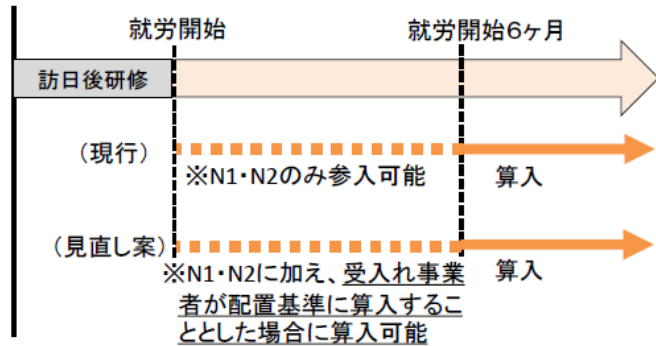 就労開始
就労開始6ヶ月
訪日後研修
(現行)
※N1・N2のみ参入可能
算入
(見直し案)
※N1・N2に加え、受入れ事業
者が配置基準に算入するこ
ととした場合に算入可能
算入